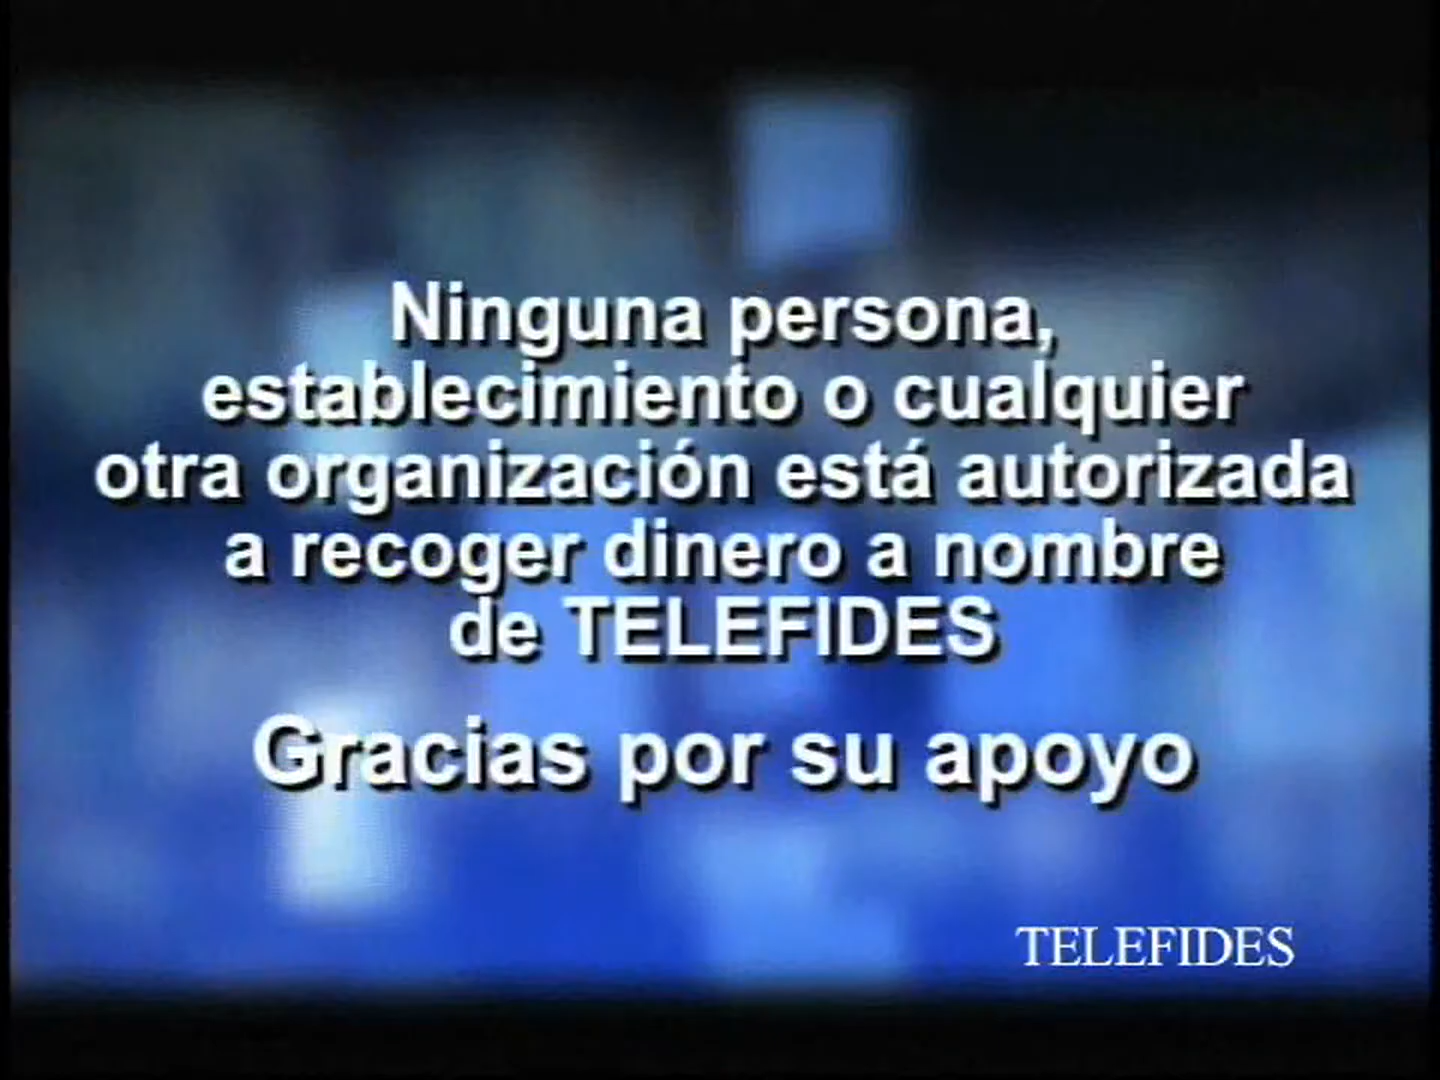 Ninguna persona,
establecimiento o cualquier
otra organización está autorizada
a recoger dinero a nombre
de TELEFIDES
Gracias por su apoyo
TELEFIDES